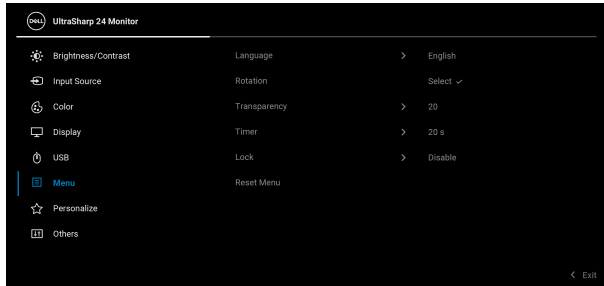 DELL UltraSharp 24 Monitor
Brightness/Contrast Language > English
Input Source Rotation Select ✓
Color Transparency > 20
Display Timer > 20 s
USB Lock > Disable
Menu Reset Menu
Personalize
Others
< Exit